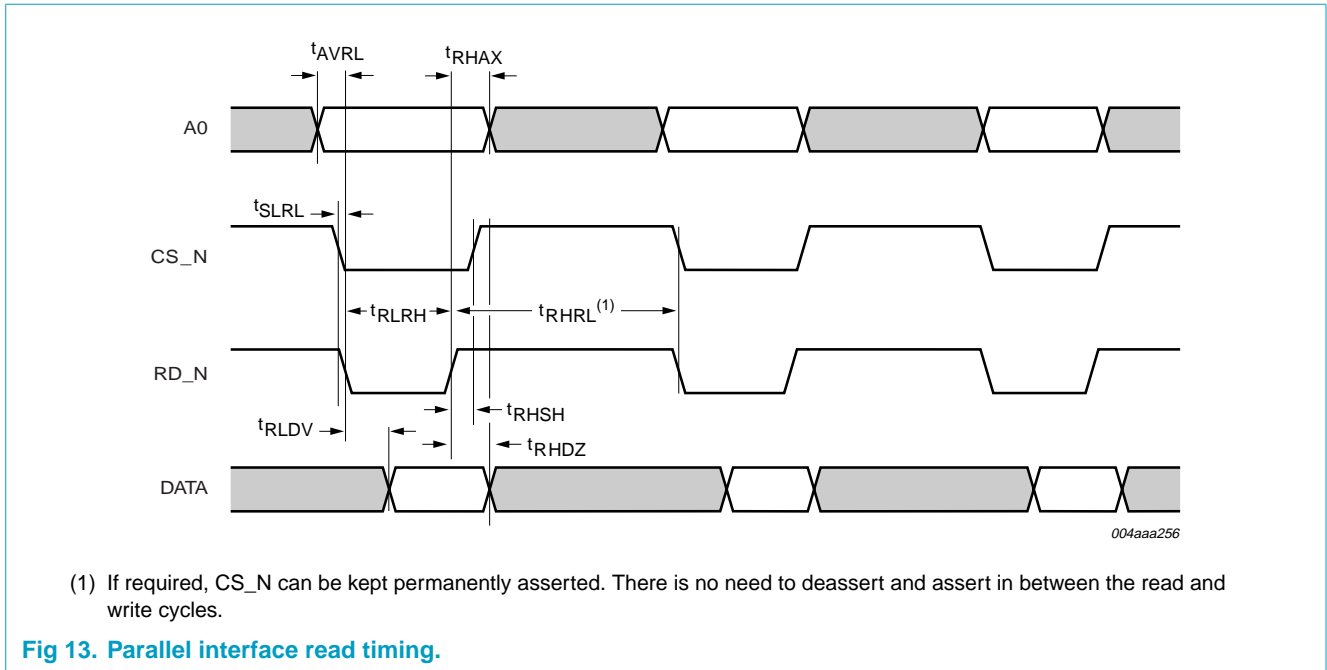 tAVRL tRHAX
A0
tSLRL
CS_N
tRLRH tRHRL(1)
RD_N
tRHSH
tRLDV
tRHDZ
DATA
004aaa256
(1) If required, CS_N can be kept permanently asserted. There is no need to deassert and assert in between the read and
write cycles.
Fig 13. Parallel interface read timing.